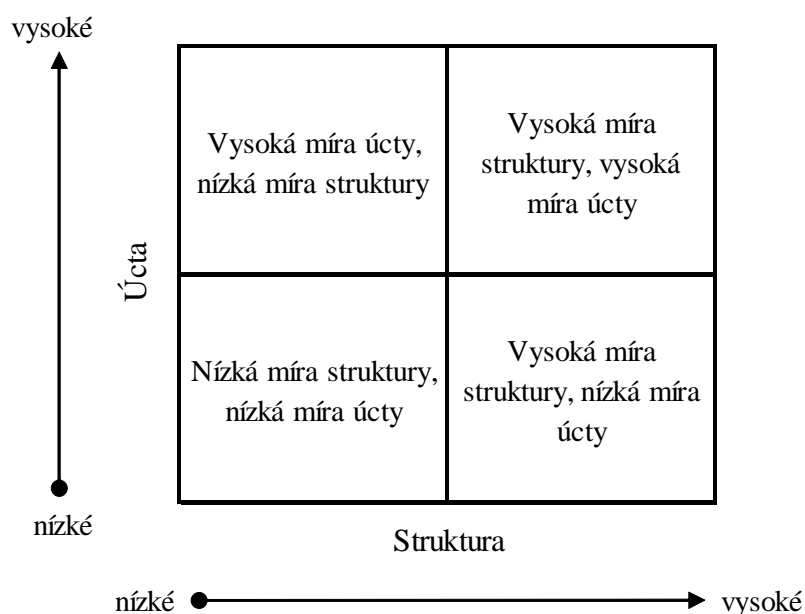 vysoké
Vysoká míra úcty,
nízká míra struktury
Vysoká míra
struktury, vysoká
míra úcty
Úcta
Nízká míra struktury,
nízká míra úcty
Vysoká míra
struktury, nízká míra
úcty
nízké
Struktura
nízké
vysoké